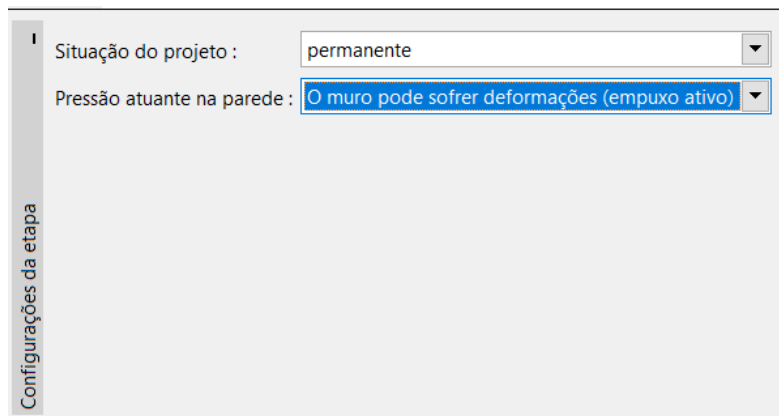 Situação do projeto : permanente
Pressão atuante na parede : O muro pode sofrer deformações (empuxo ativo)
Configurações da etapa